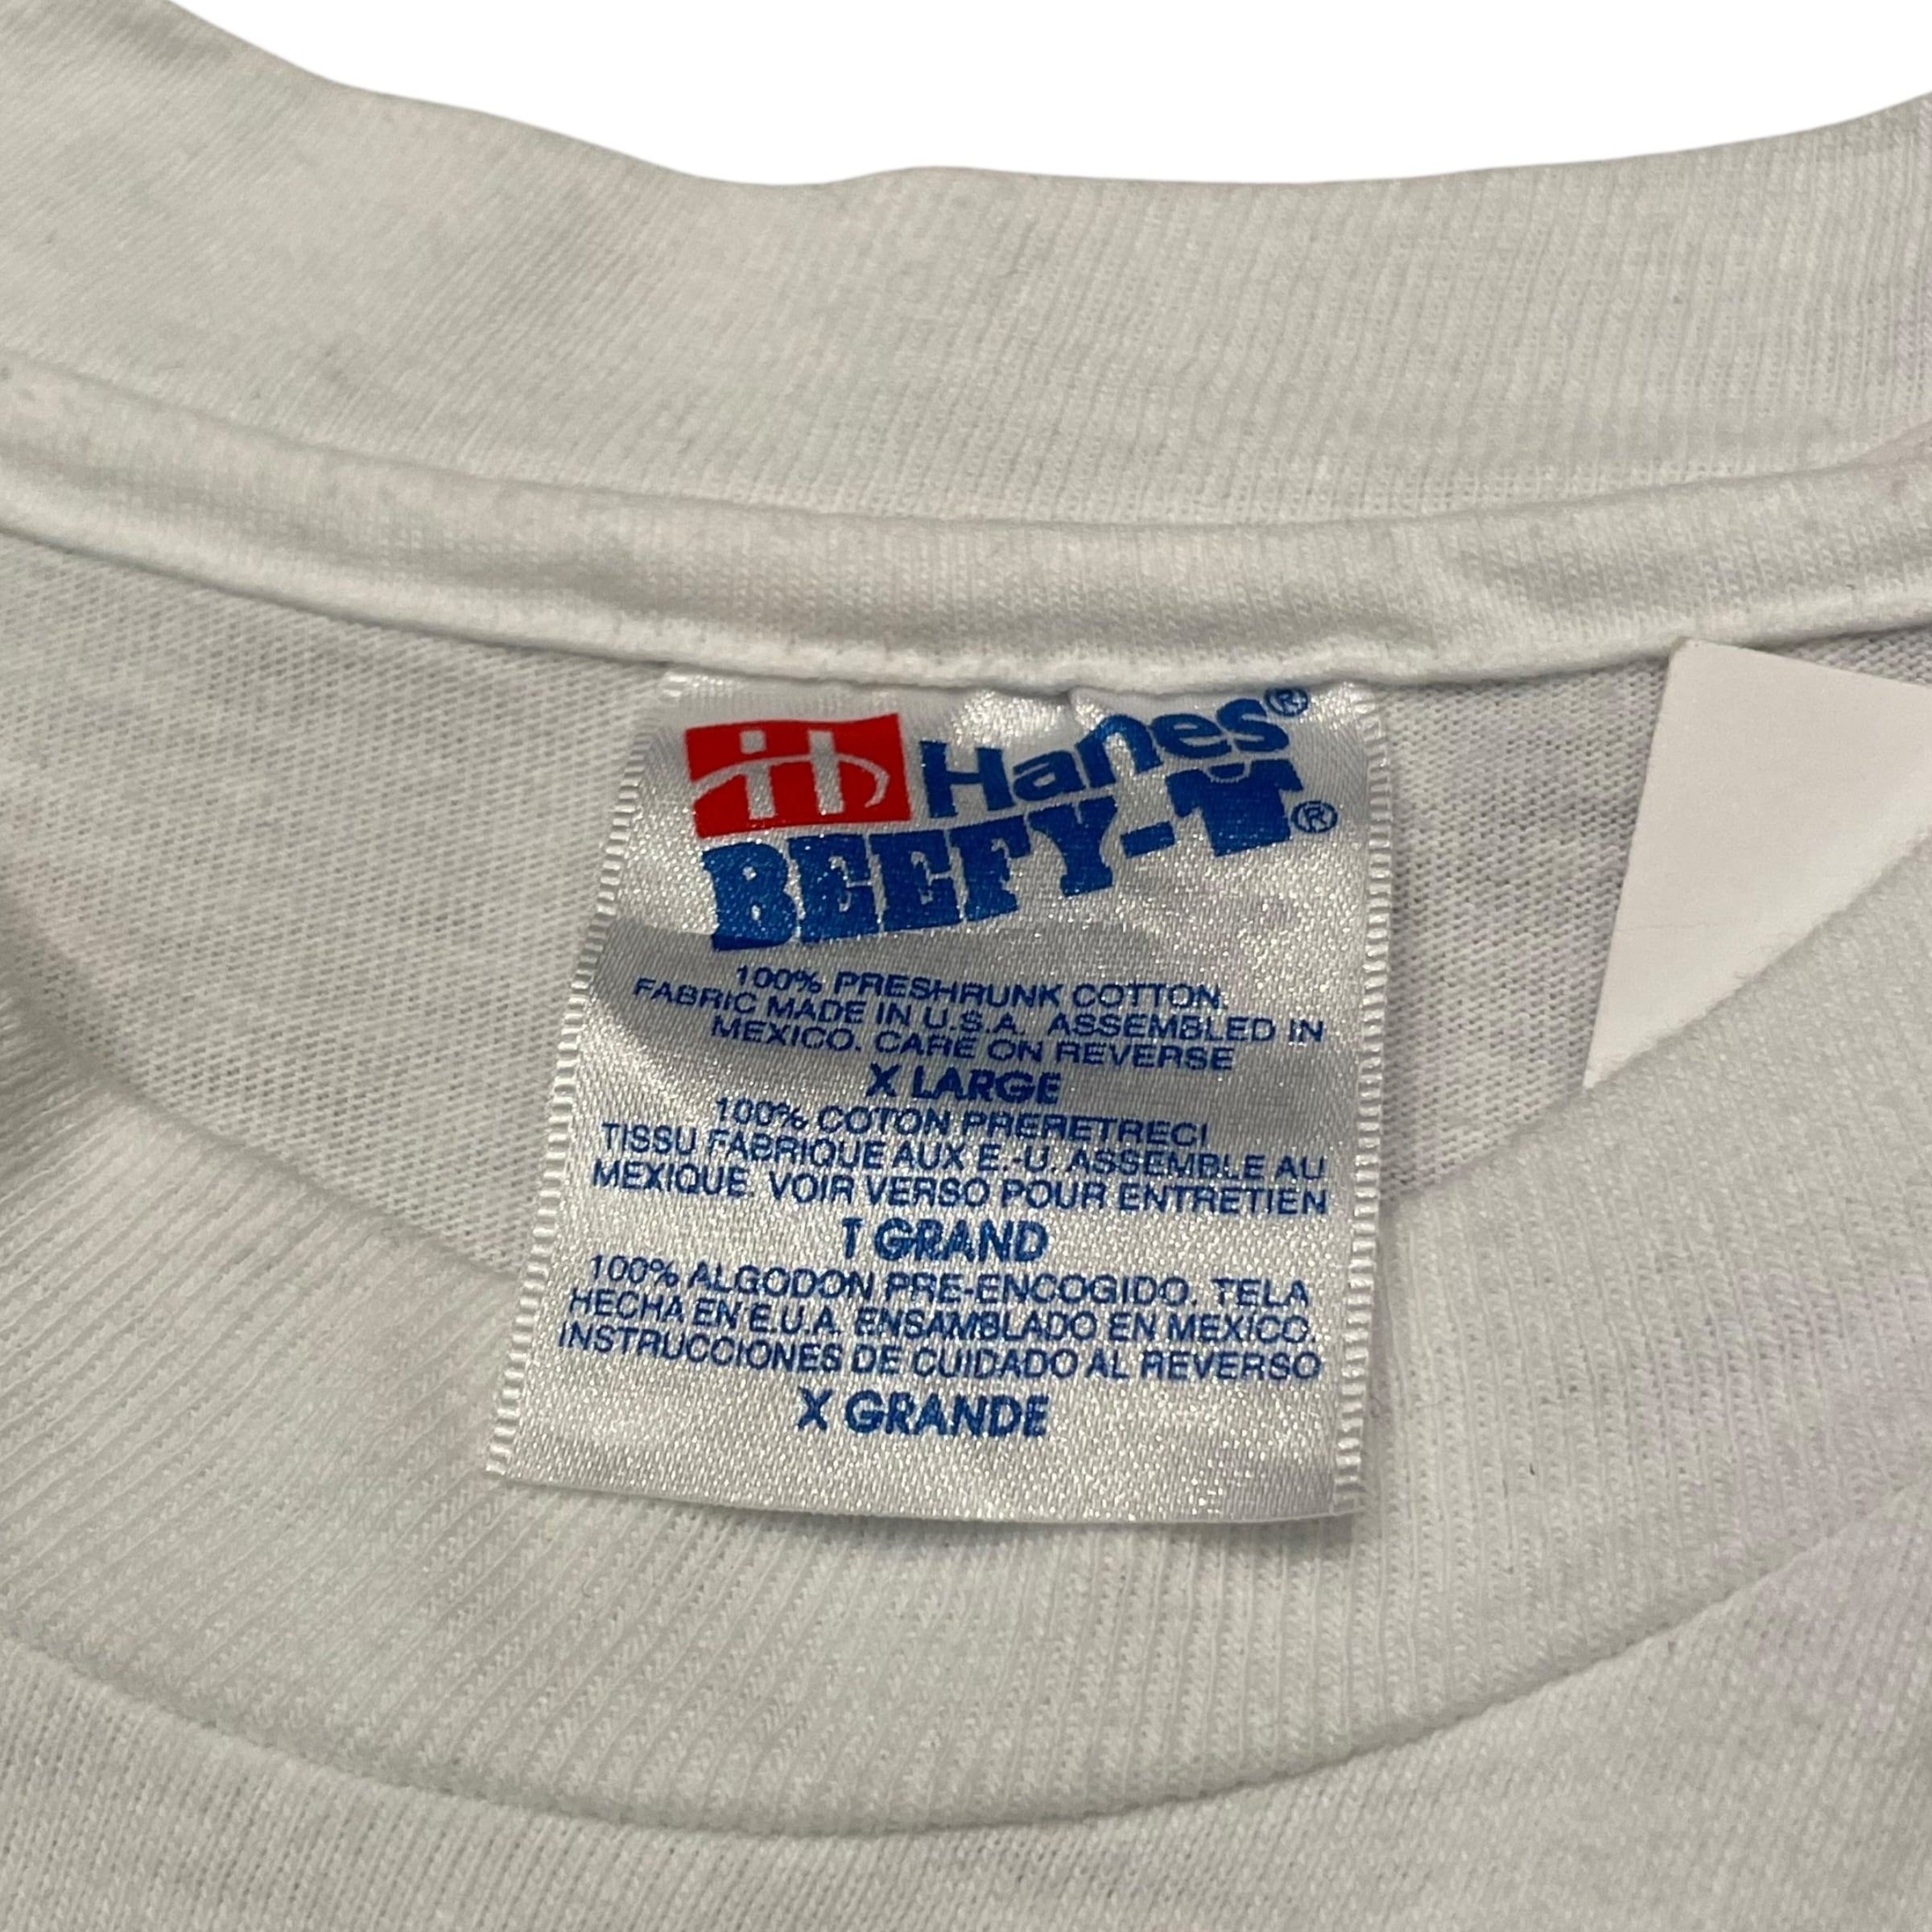 Hanes®
BEEFY-T®
100% PRESHRUNK COTTON.
FABRIC MADE IN U.S.A. ASSEMBLED IN
MEXICO. CARE ON REVERSE
X LARGE
100% COTON PRERETRECI
TISSU FABRIQUE AUX E.-U. ASSEMBLE AU
MEXIQUE. VOIR VERSO POUR ENTRETIEN
T GRAND
100% ALGODON PRE-ENCOGIDO. TELA
HECHA EN E.U.A. ENSAMBLADO EN MEXICO.
INSTRUCCIONES DE CUIDADO AL REVERSO
X GRANDE